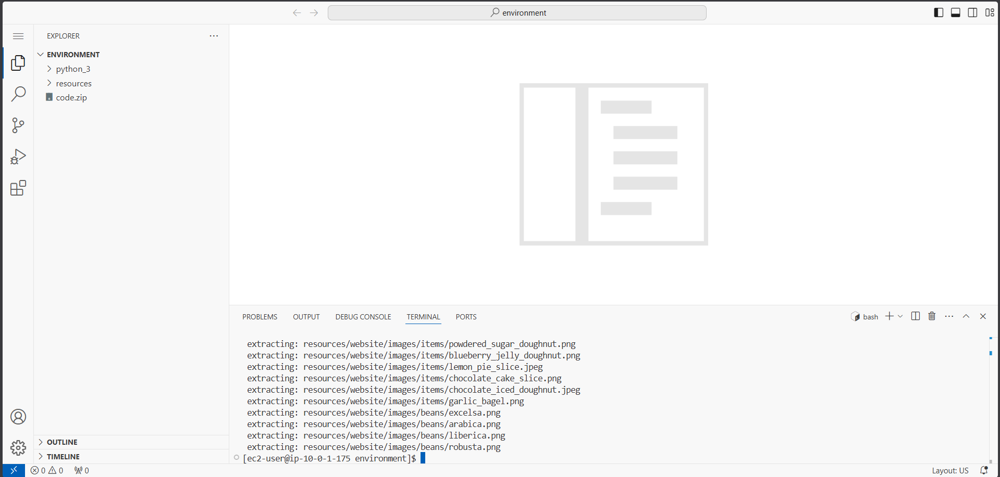 environment
EXPLORER
ENVIRONMENT
python_3
resources
code.zip
PROBLEMS OUTPUT DEBUG CONSOLE TERMINAL PORTS
bash
extracting: resources/website/images/items/powdered_sugar_doughnut.png
extracting: resources/website/images/items/blueberry_jelly_doughnut.png
extracting: resources/website/images/items/lemon_pie_slice.jpeg
extracting: resources/website/images/items/chocolate_cake_slice.png
extracting: resources/website/images/items/chocolate_iced_doughnut.jpeg
extracting: resources/website/images/items/garlic_bagel.png
extracting: resources/website/images/beans/excelsa.png
extracting: resources/website/images/beans/arabica.png
extracting: resources/website/images/beans/liberica.png
extracting: resources/website/images/beans/robusta.png
[ec2-user@ip-10-0-1-175 environment]$
OUTLINE
TIMELINE
0 0 0
Layout: US